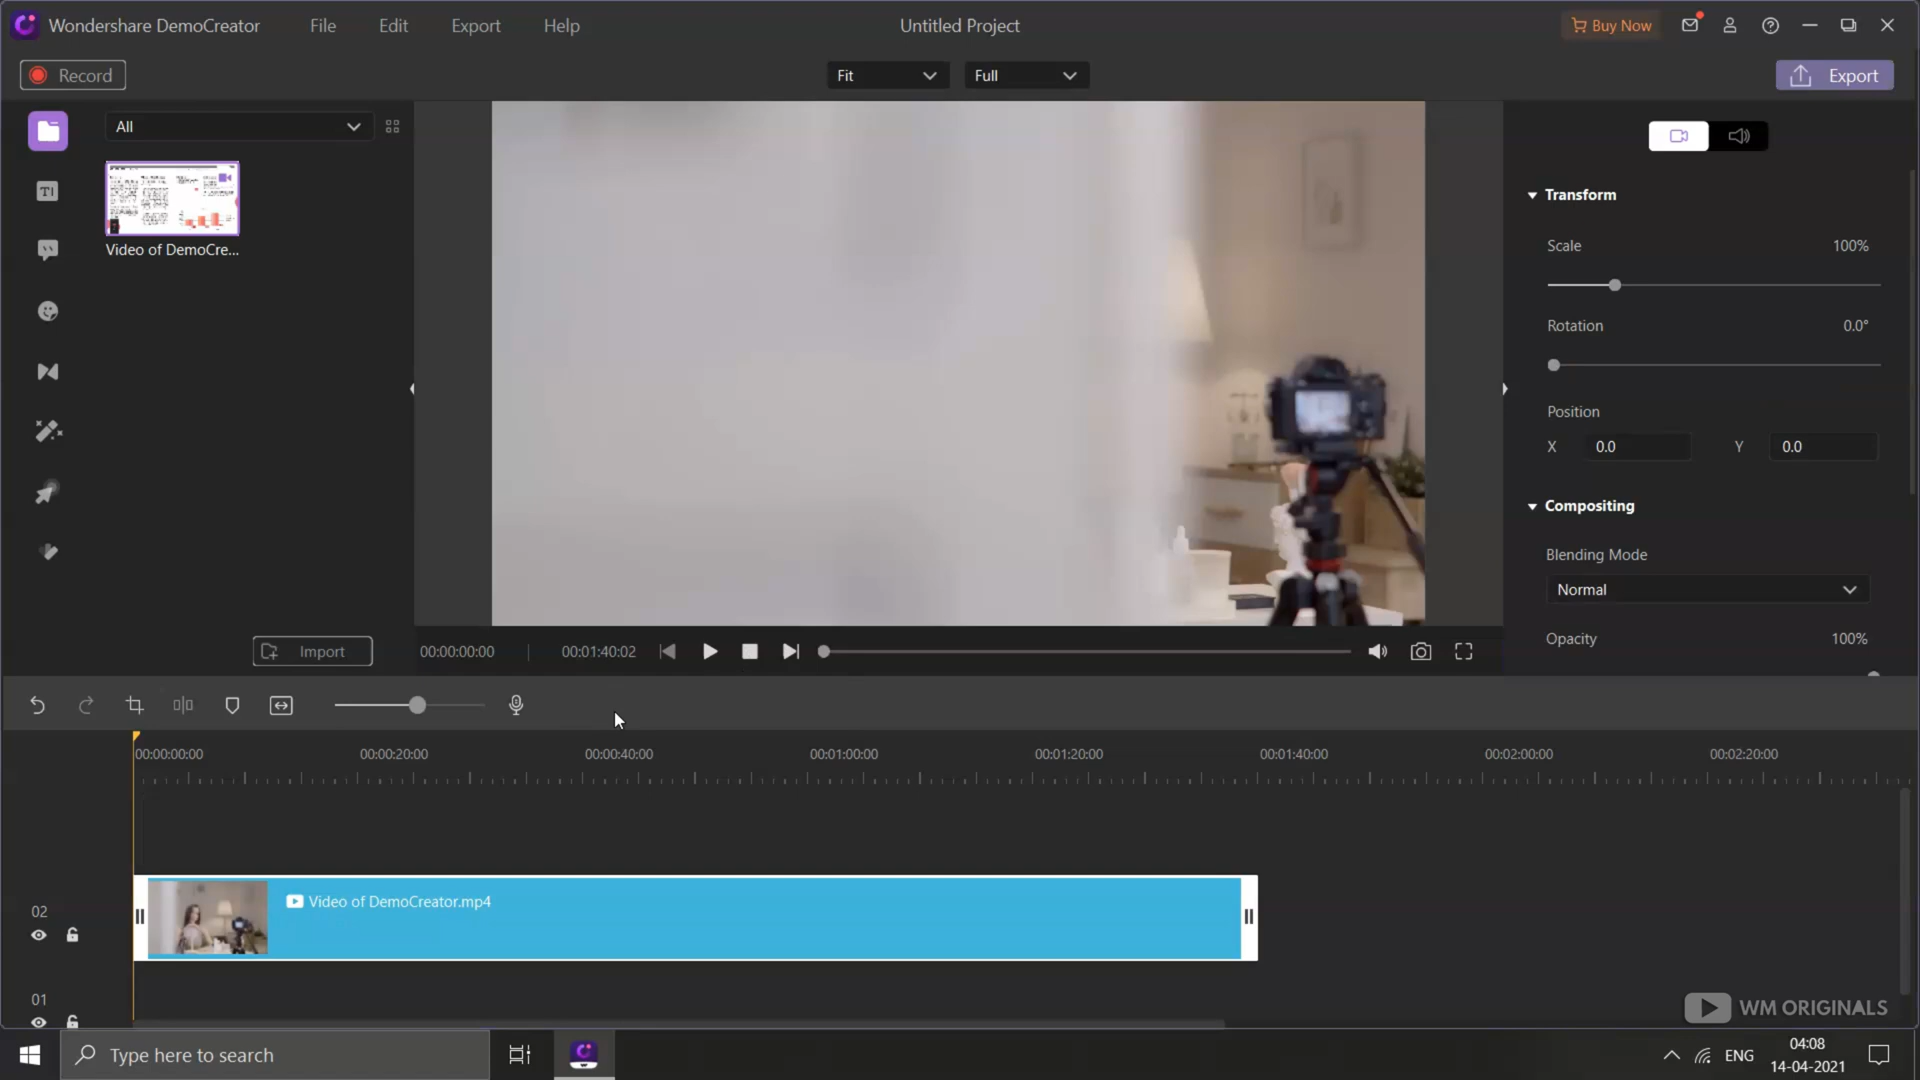 Wondershare DemoCreator
File
Edit
Export
Help
Untitled Project
Buy Now
Record
Fit
Full
Export
All
Video of DemoCre...
Transform
Scale
100%
Rotation
0.0°
Position
X
0.0
Y
0.0
Compositing
Blending Mode
Normal
Opacity
100%
Import
00:00:00:00
00:01:40:02
00:00:00:00
00:00:20:00
00:00:40:00
00:01:00:00
00:01:20:00
00:01:40:00
00:02:00:00
00:02:20:00
02
Video of DemoCreator.mp4
01
WM ORIGINALS
Type here to search
ENG
04:08
14-04-2021